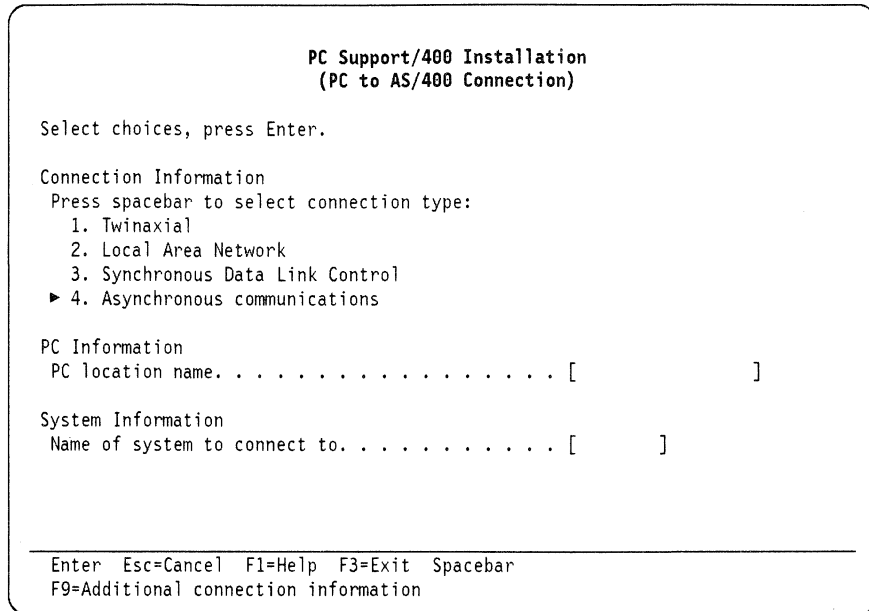 PC Support/400 Installation
(PC to AS/400 Connection)
Select choices, press Enter.
Connection Information
Press spacebar to select connection type:
1. Twinaxial
2. Local Area Network
3. Synchronous Data Link Control
► 4. Asynchronous communications
PC Information
PC location name. . . . . . . . . . . . . . . . . [ ]
System Information
Name of system to connect to. . . . . . . . . . . [ ]
Enter Esc=Cancel F1=Help F3=Exit Spacebar
F9=Additional connection information